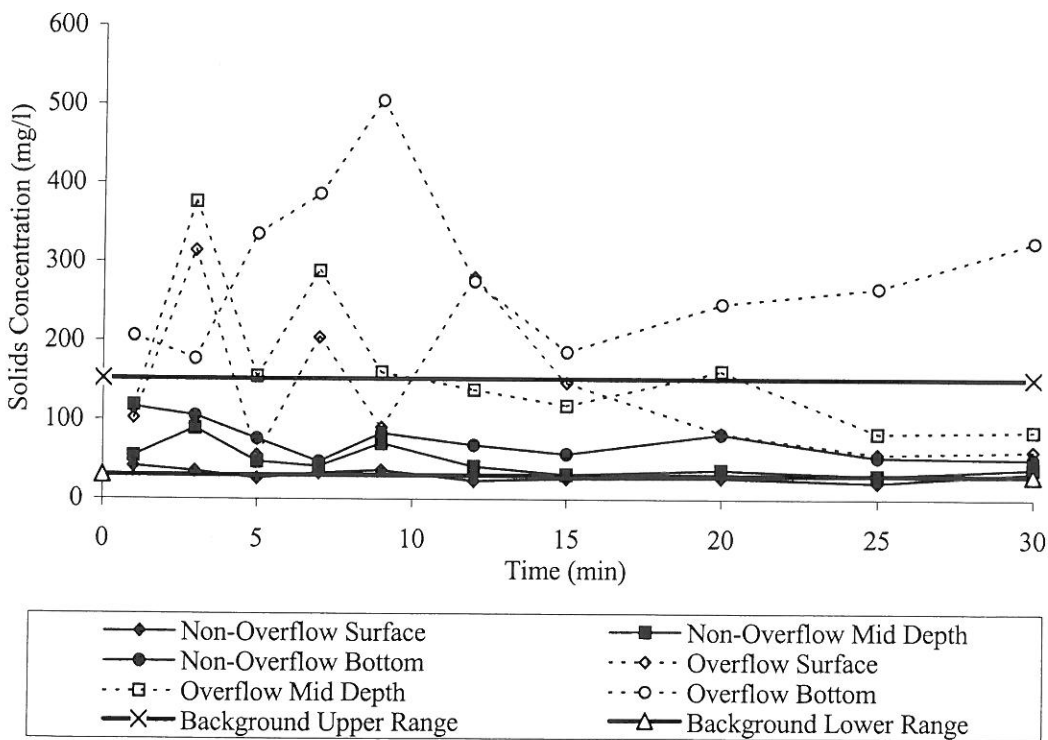 600
500
400
300
200
100
0
Solids Concentration (mg/l)
0 5 10 15 20 25 30
Time (min)
Non-Overflow Surface
Non-Overflow Mid Depth
Non-Overflow Bottom
Overflow Surface
Overflow Mid Depth
Overflow Bottom
Background Upper Range
Background Lower Range